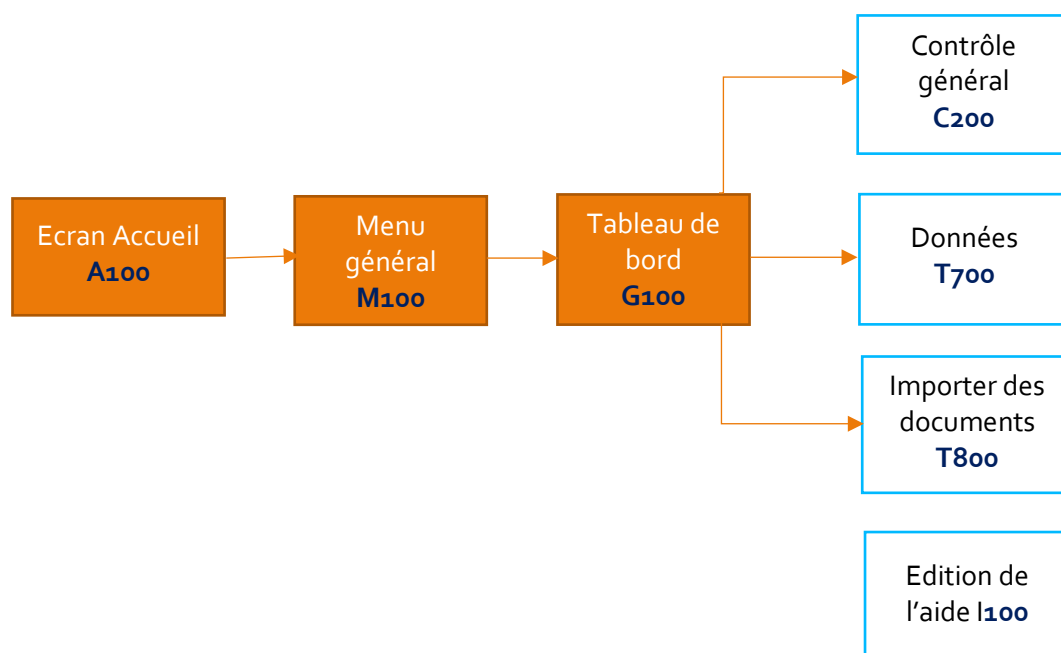 Contrôle
général
C200
Ecran Accueil
A100
Menu
général
M100
Tableau de
bord
G100
Données
T700
Importer des
documents
T800
Edition de
l'aide I100